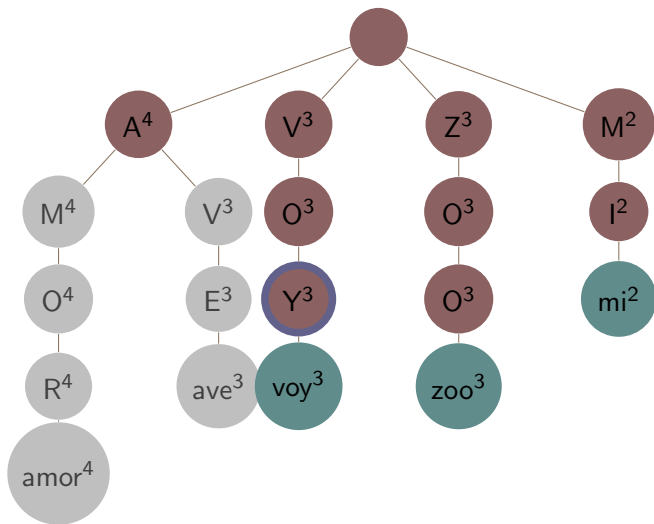 A⁴ V³ Z³ M²
M⁴ V³ O³ O³ I²
O⁴ E³ Y³ O³ mi²
R⁴ ave³ voy³ zoo³
amor⁴